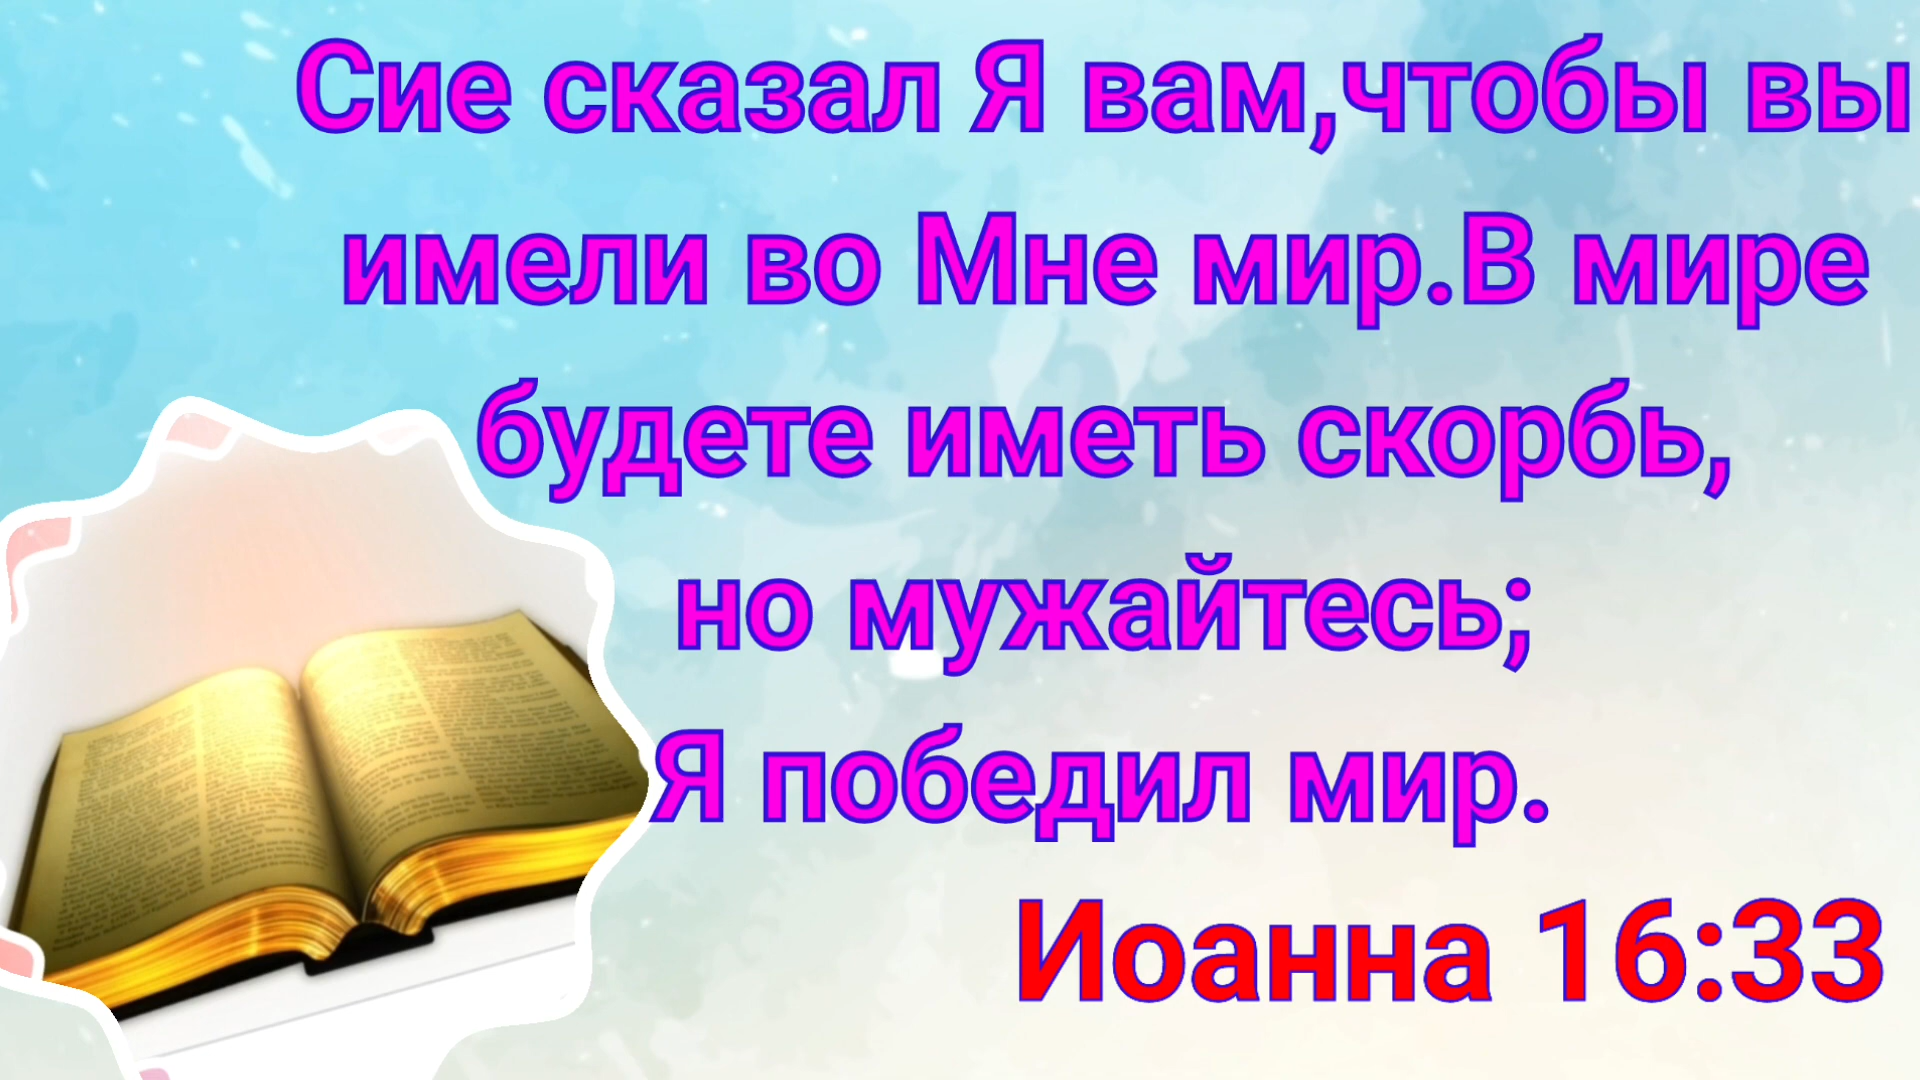 Сие сказал Я вам,чтобы вы
имели во Мне мир.В мире
будете иметь скорбь,
но мужайтесь;
Я победил мир.
Иоанна 16:33